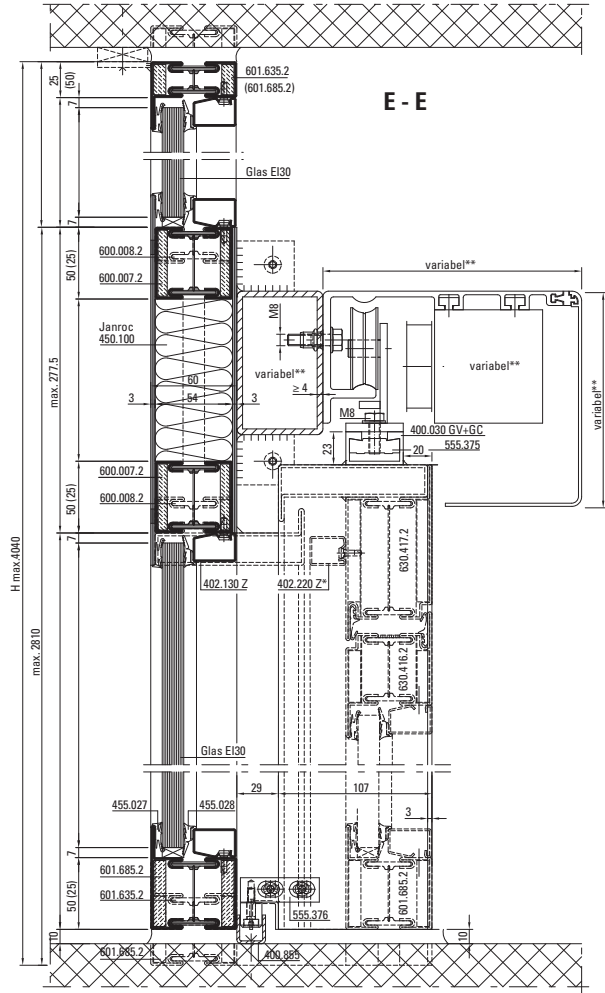 E - E
601.635.2
(601.685.2)
25
(50)
7
Glas EI30
7
600.008.2
50 (25)
600.007.2
variabel**
M8
Janroc
450.100
variabel**
variabel**
variabel**
60
3
54
3
≥ 4
max. 277.5
M8
400.030 GV+GC
23
20
555.375
600.007.2
50 (25)
600.008.2
7
630.417.2
402.130 Z
402.220 Z*
H max.4040
max. 2810
630.416.2
Glas EI30
29
107
3
455.027
455.028
7
601.685.2
50 (25)
601.635.2
555.376
601.685.2
10
10
601.685.2
400.855